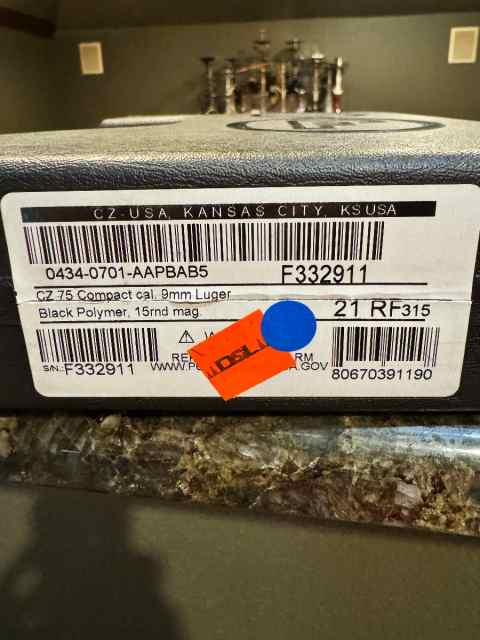 CZ-USA, KANSAS CITY, KS USA
0434-0701-AAPBAB5 F332911
CZ 75 Compact cal. 9mm Luger
Black Polymer, 15rnd mag. 21 RF315
S/N.: F332911
.GOV
80670391190